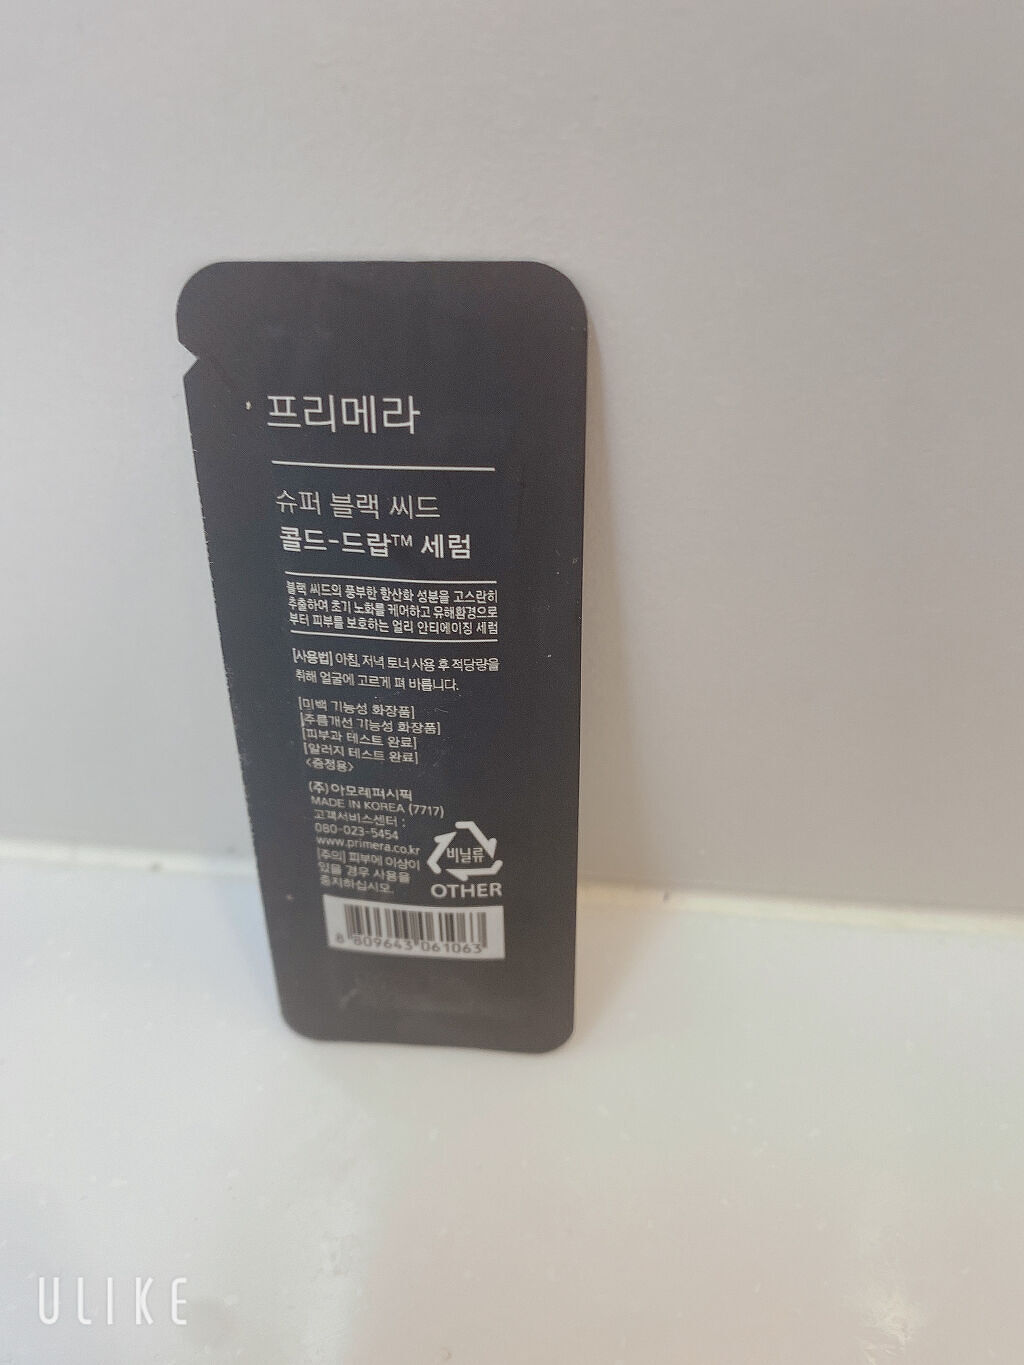 프리메라
슈퍼 블랙 씨드
콜드-드랍™ 세럼
블랙 씨드의 풍부한 항산화 성분을 고스란히
추출하여 초기 노화를 케어하고 유해환경으로
부터 피부를 보호하는 얼리 안티에이징 세럼
[사용법] 아침, 저녁 토너 사용 후 적당량을
취해 얼굴에 고르게 펴 바릅니다.
[미백 기능성 화장품]
[주름개선 기능성 화장품]
[피부과 테스트 완료]
[알러지 테스트 완료]
<증정용>
(주)아모레퍼시픽
MADE IN KOREA (7717)
고객서비스센터 :
080-023-5454
www.primera.co.kr
[주의] 피부에 이상이
있을 경우 사용을
중지하십시오.
비닐류
OTHER
8 809643 061063
ULIKE